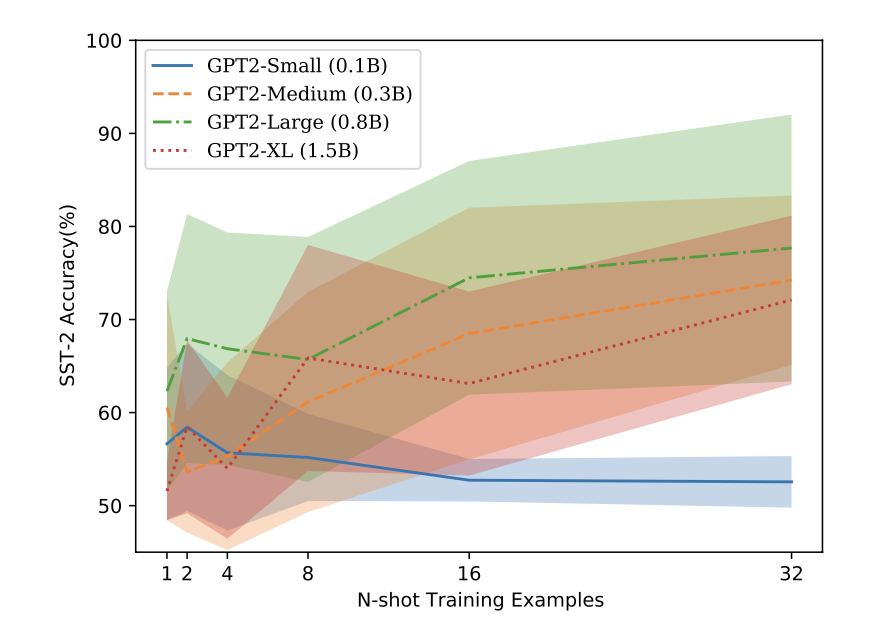 100
90
80
70
60
50
SST-2 Accuracy(%)
GPT2-Small (0.1B)
GPT2-Medium (0.3B)
GPT2-Large (0.8B)
GPT2-XL (1.5B)
1 2 4 8 16 32
N-shot Training Examples